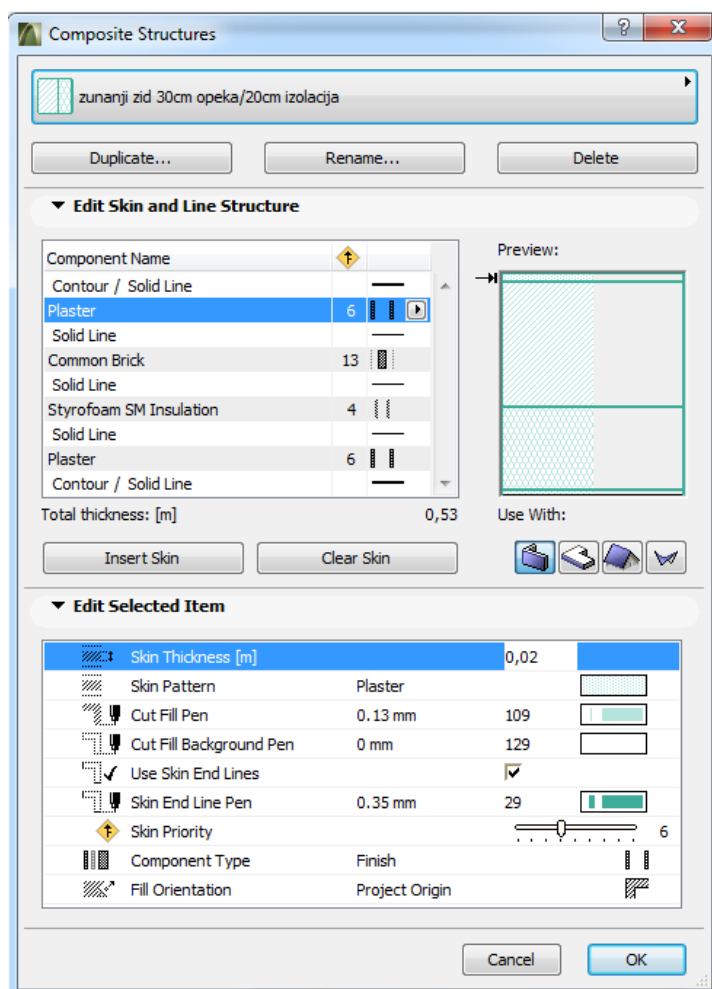 Composite Structures
zunanji zid 30cm opeka/20cm izolacija
Duplicate... Rename... Delete
Edit Skin and Line Structure
Component Name
Preview:
Contour / Solid Line
Plaster 6
Solid Line
Common Brick 13
Solid Line
Styrofoam SM Insulation 4
Solid Line
Plaster 6
Contour / Solid Line
Total thickness: [m] 0,53
Use With:
Insert Skin Clear Skin
Edit Selected Item
Skin Thickness [m] 0,02
Skin Pattern Plaster
Cut Fill Pen 0.13 mm 109
Cut Fill Background Pen 0 mm 129
Use Skin End Lines
Skin End Line Pen 0.35 mm 29
Skin Priority 6
Component Type Finish
Fill Orientation Project Origin
Cancel OK